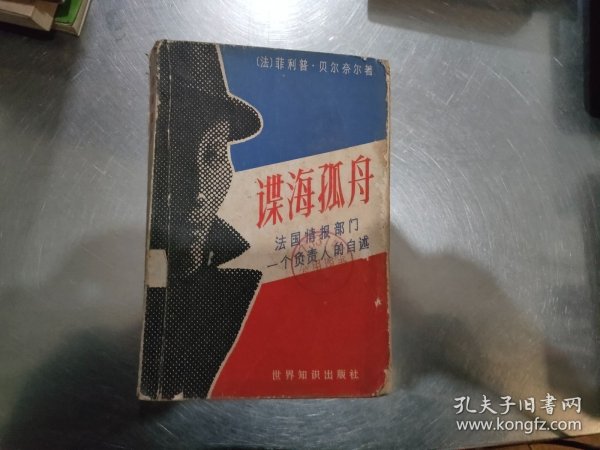 〔法〕菲利普·贝尔奈尔著
谍海孤舟
法国情报部门
一个负责人的自述
世界知识出版社
孔夫子旧书网
www.kongfz.com